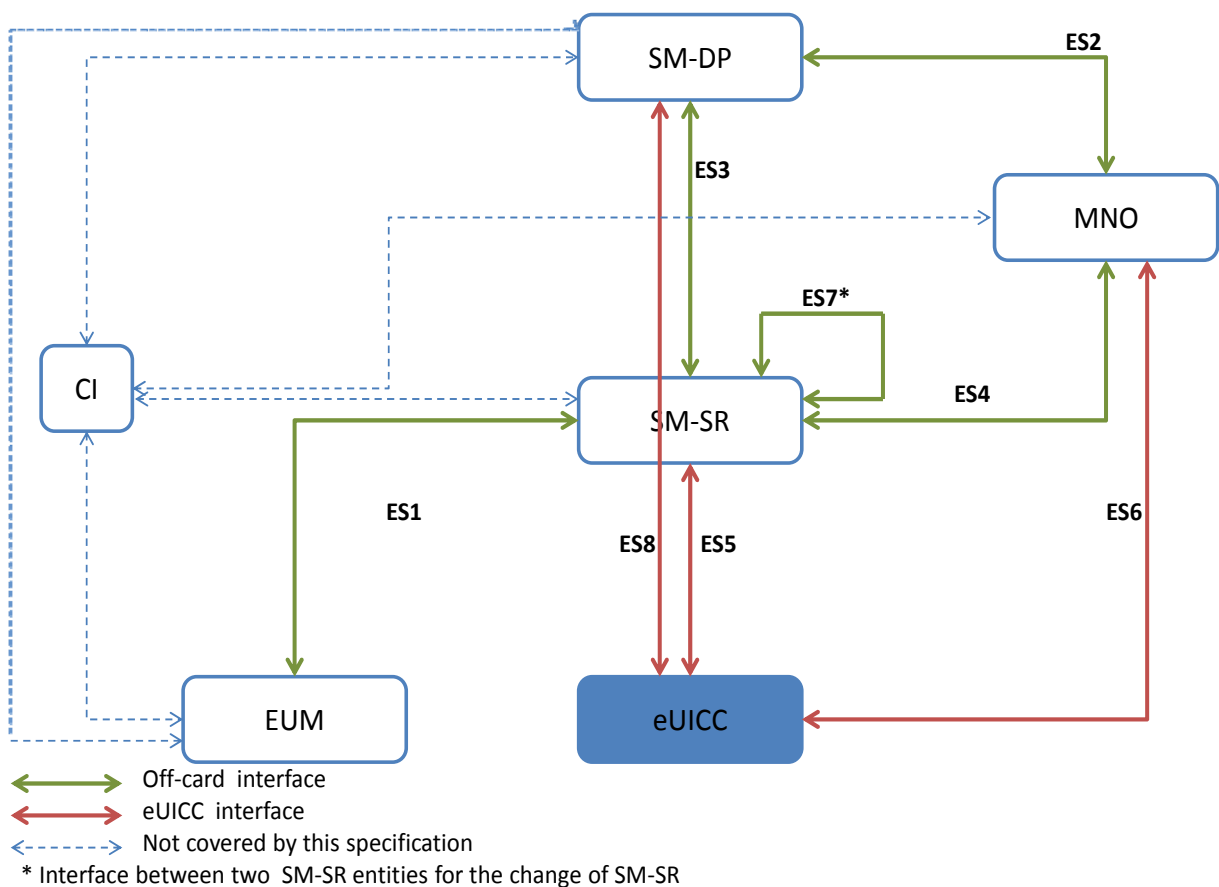 SM-DP
ES2
ES3
MNO
ES7*
CI
SM-SR
ES4
ES1
ES8
ES5
ES6
EUM
eUICC
Off-card interface
eUICC interface
Not covered by this specification
* Interface between two SM-SR entities for the change of SM-SR